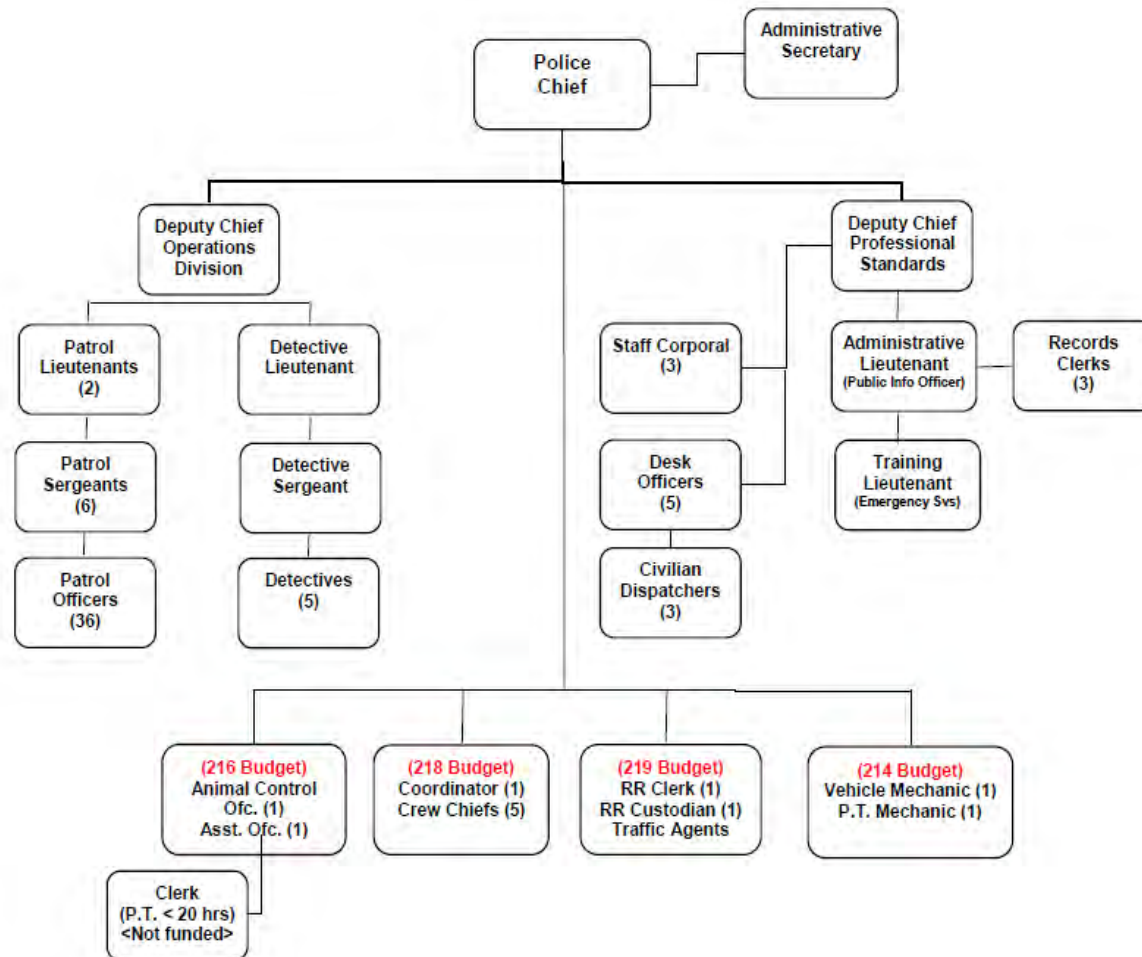 Police
Chief
Administrative
Secretary
Deputy Chief
Operations
Division
Deputy Chief
Professional
Standards
Patrol
Lieutenants
(2)
Detective
Lieutenant
Staff Corporal
(3)
Administrative
Lieutenant
(Public Info Officer)
Records
Clerks
(3)
Patrol
Sergeants
(6)
Detective
Sergeant
Desk
Officers
(5)
Training
Lieutenant
(Emergency Svs)
Patrol
Officers
(36)
Detectives
(5)
Civilian
Dispatchers
(3)
(216 Budget)
Animal Control
Ofc. (1)
Asst. Ofc. (1)
(218 Budget)
Coordinator (1)
Crew Chiefs (5)
(219 Budget)
RR Clerk (1)
RR Custodian (1)
Traffic Agents
(214 Budget)
Vehicle Mechanic (1)
P.T. Mechanic (1)
Clerk
(P.T. < 20 hrs)
<Not funded>